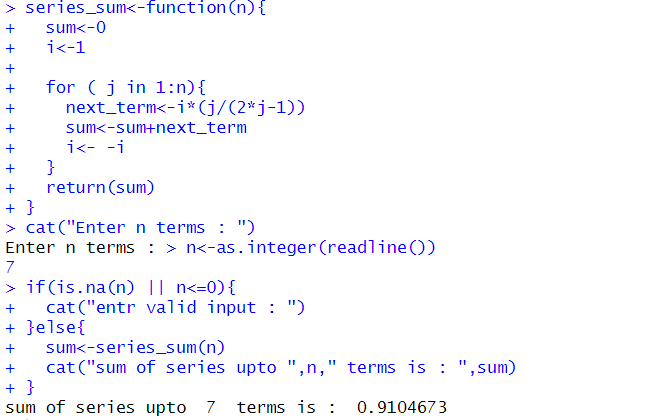 > series_sum<-function(n){
+   sum<-0
+   i<-1
+
+   for ( j in 1:n){
+     next_term<-i*(j/(2*j-1))
+     sum<-sum+next_term
+     i<- -i
+   }
+   return(sum)
+ }
> cat("Enter n terms : ")
Enter n terms : > n<-as.integer(readline())
7
> if(is.na(n) || n<=0){
+   cat("entr valid input : ")
+ }else{
+   sum<-series_sum(n)
+   cat("sum of series upto ",n," terms is : ",sum)
+ }
sum of series upto  7  terms is :  0.9104673